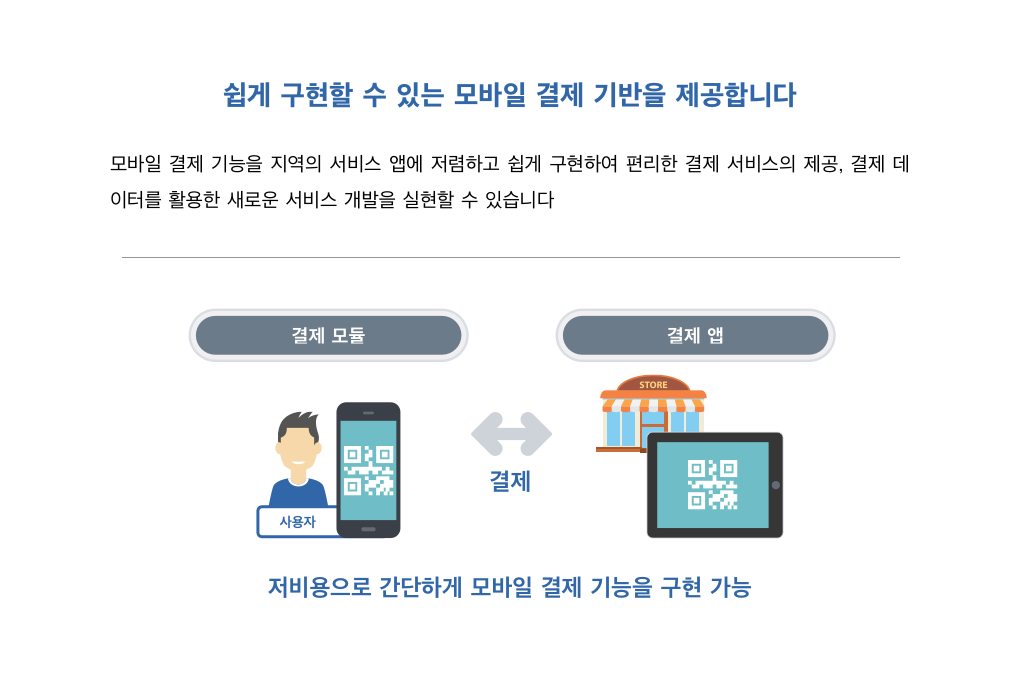 쉽게 구현할 수 있는 모바일 결제 기반을 제공합니다
모바일 결제 기능을 지역의 서비스 앱에 저렴하고 쉽게 구현하여 편리한 결제 서비스의 제공, 결제 데
이터를 활용한 새로운 서비스 개발을 실현할 수 있습니다
결제 모듈
결제 앱
STORE
결제
사용자
저비용으로 간단하게 모바일 결제 기능을 구현 가능